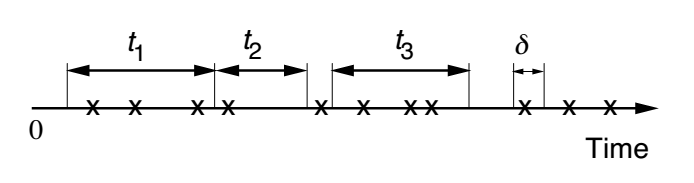 t₁ t₂ t₃ δ
x x x x x x x x x x x
0
Time